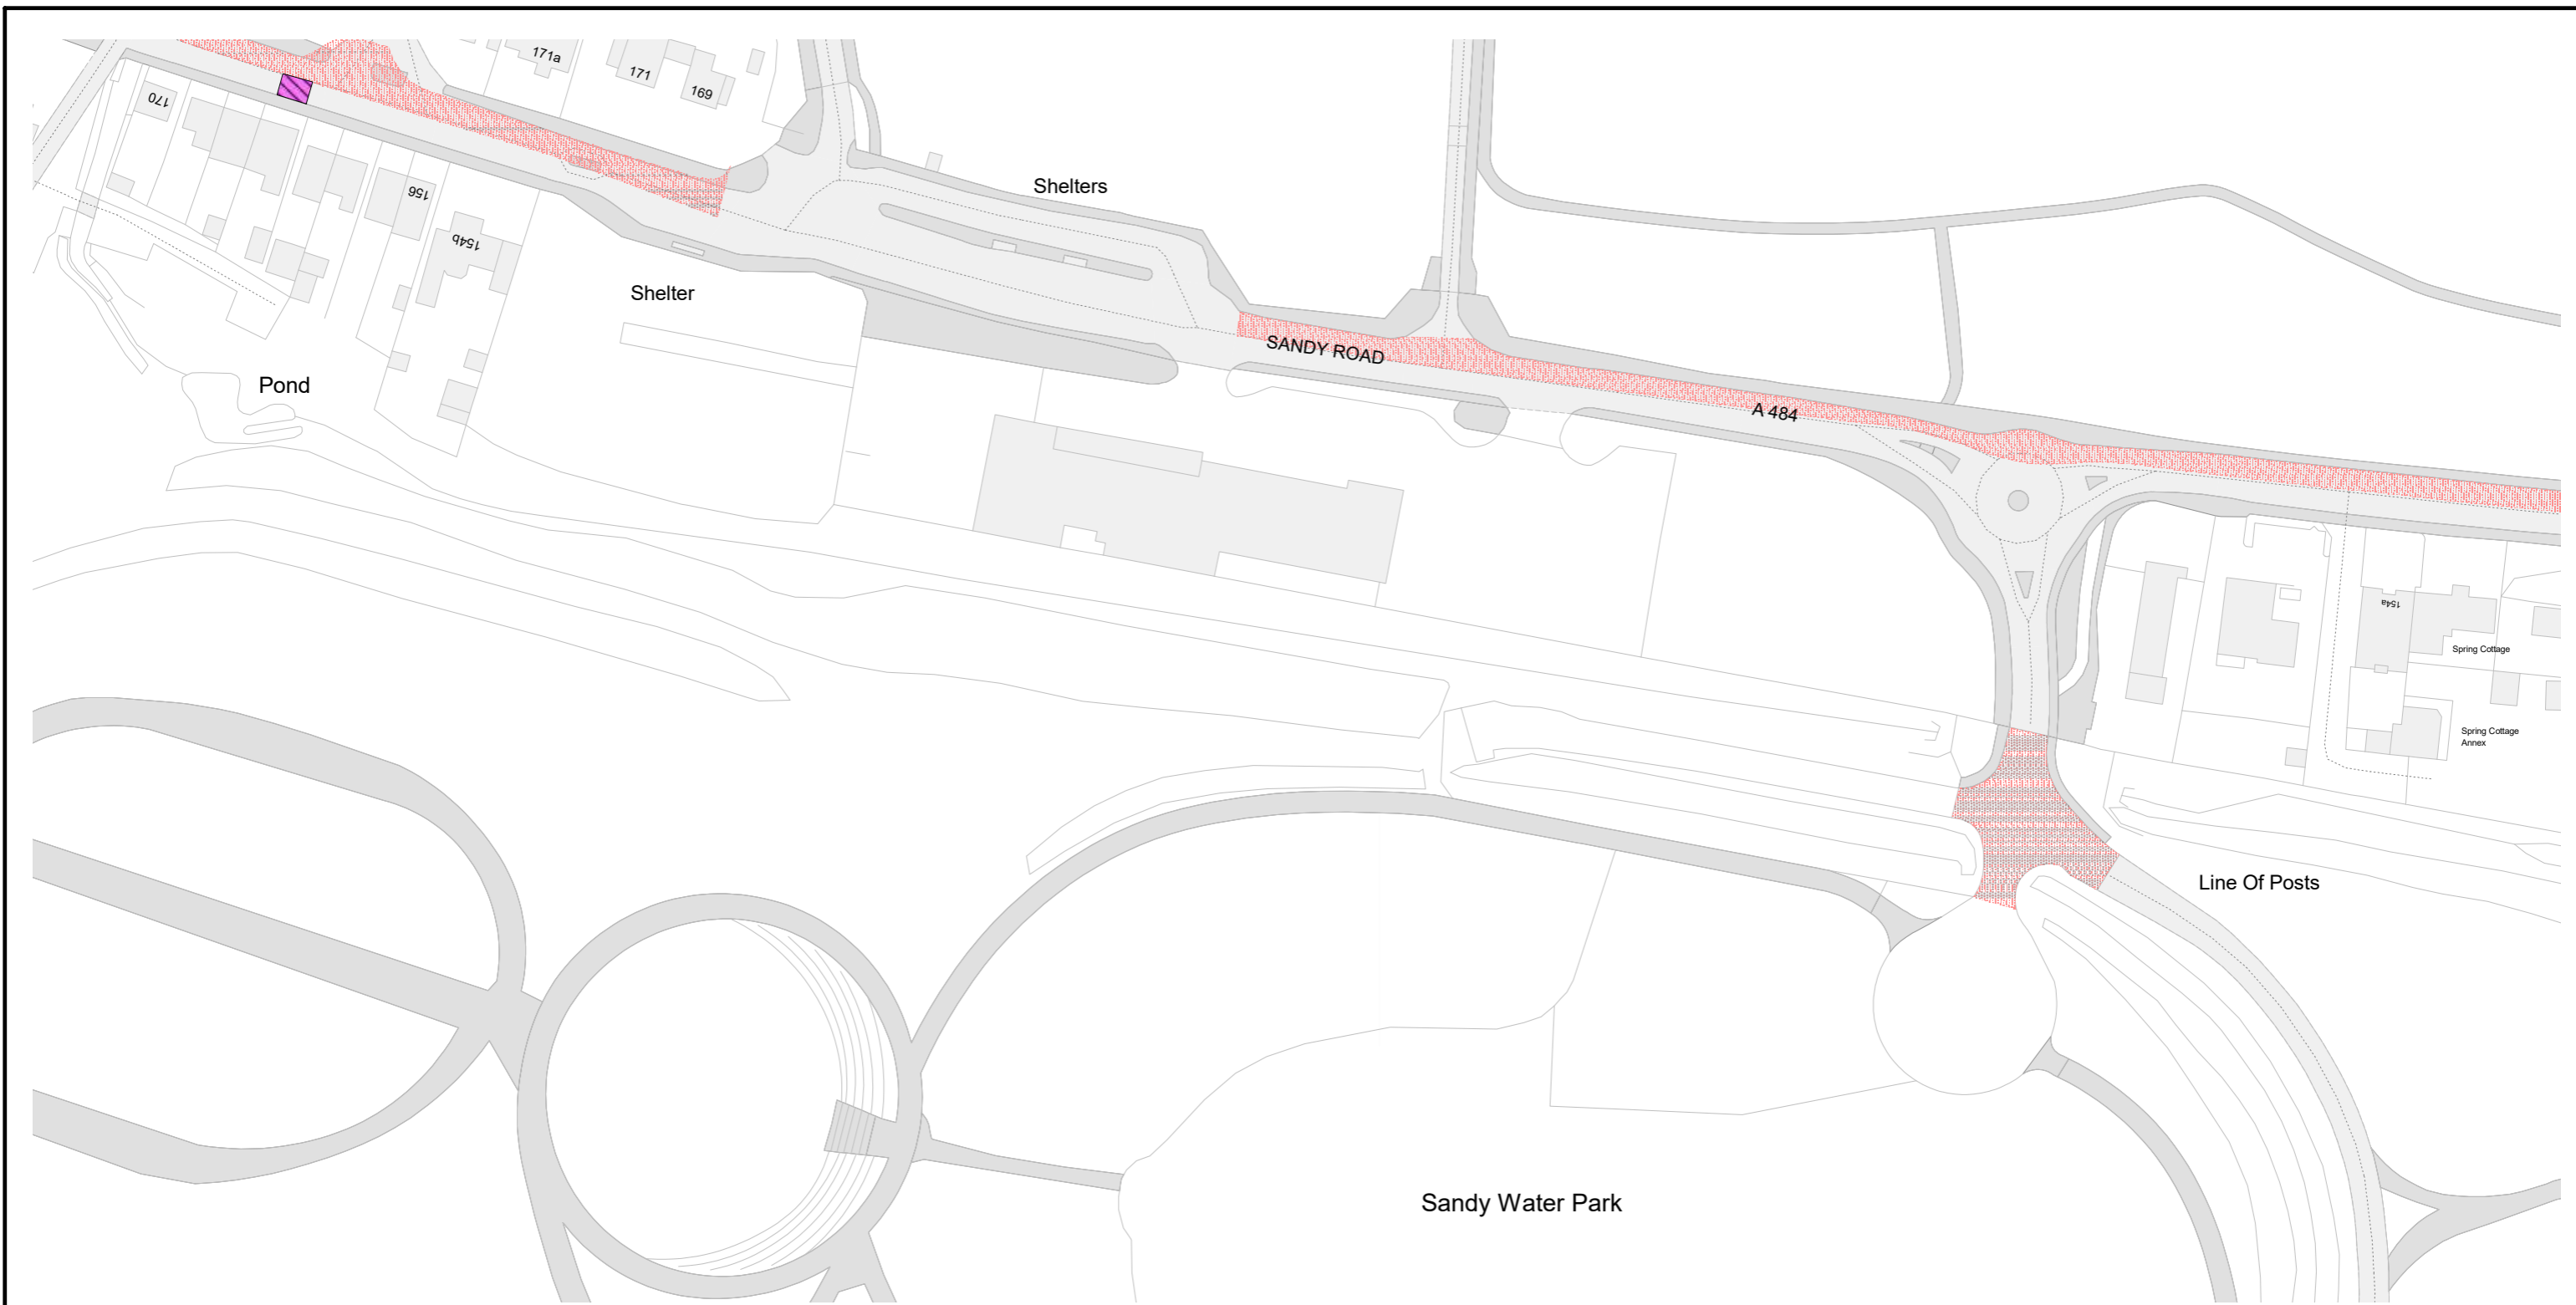 171a
171
169
170
156
154b
Shelters
Shelter
SANDY ROAD
Pond
A 484
154a
Spring Cottage
Spring Cottage
Annex
Line Of Posts
Sandy Water Park